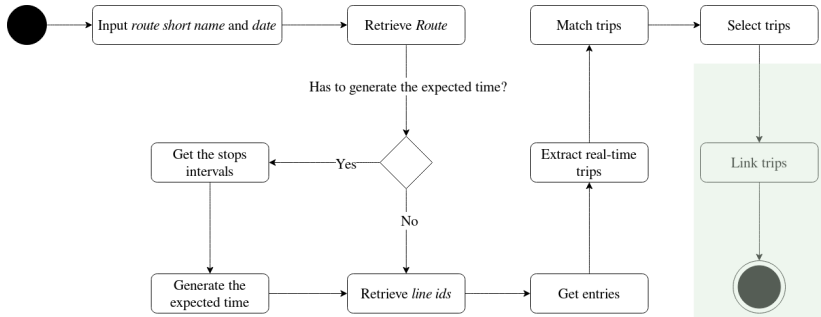 Input route short name and date
Retrieve Route
Match trips
Select trips
Has to generate the expected time?
Get the stops
intervals
Yes
Extract real-time
trips
Link trips
No
Generate the
expected time
Retrieve line ids
Get entries